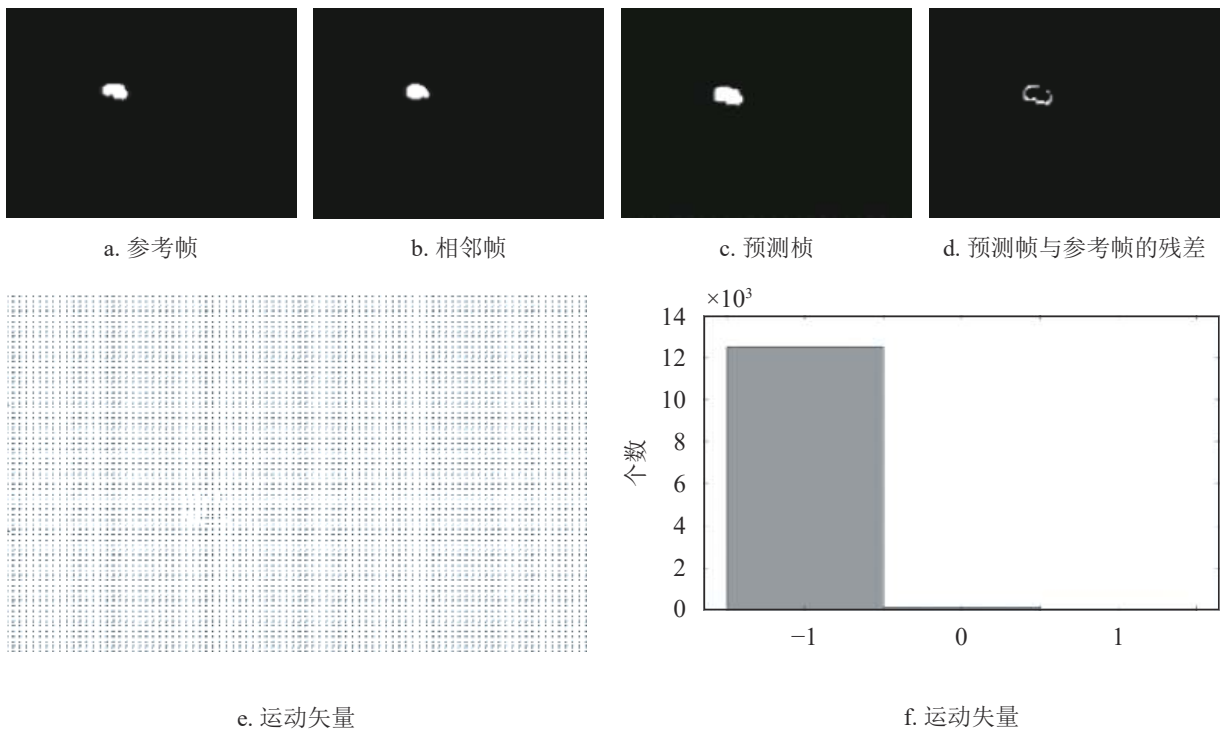 a. 参考帧
b. 相邻帧
c. 预测桢
d. 预测帧与参考帧的残差
×10³
14
12
10
8
6
4
2
0
个数
−1
0
1
e. 运动矢量
f. 运动失量